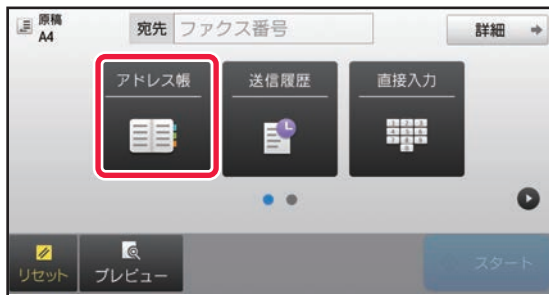 原稿
A4
宛先 ファクス番号
詳細
アドレス帳 送信履歴 直接入力
リセット プレビュー スタート